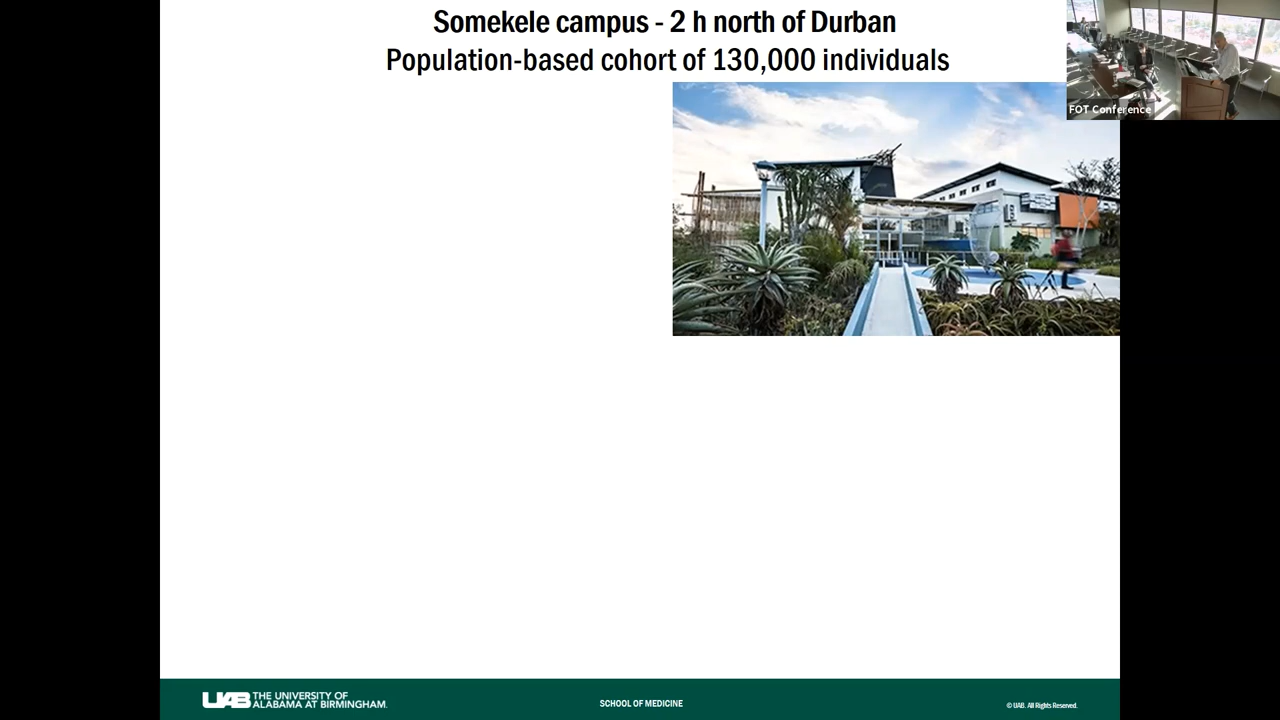 Somekele campus - 2 h north of Durban
Population-based cohort of 130,000 individuals
FOT Conference
UAB THE UNIVERSITY OF
ALABAMA AT BIRMINGHAM.
SCHOOL OF MEDICINE
© UAB. All Rights Reserved.